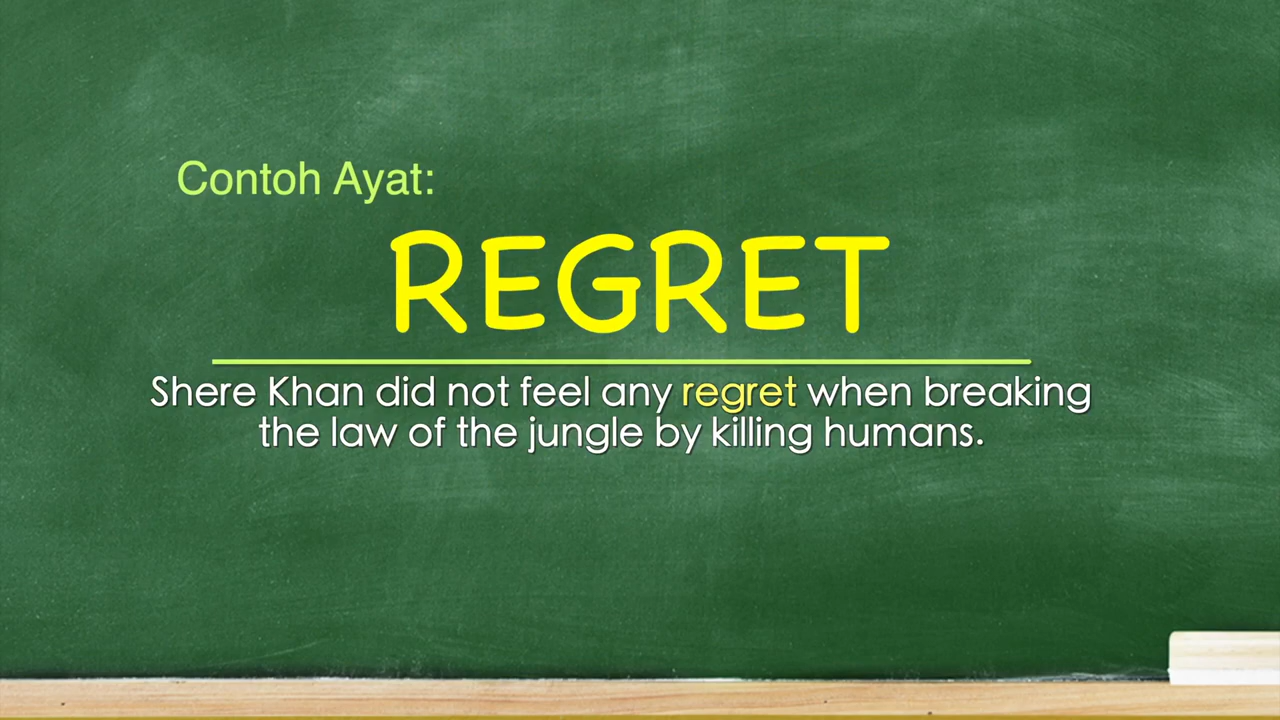 Contoh Ayat:
REGRET
Shere Khan did not feel any regret when breaking
the law of the jungle by killing humans.